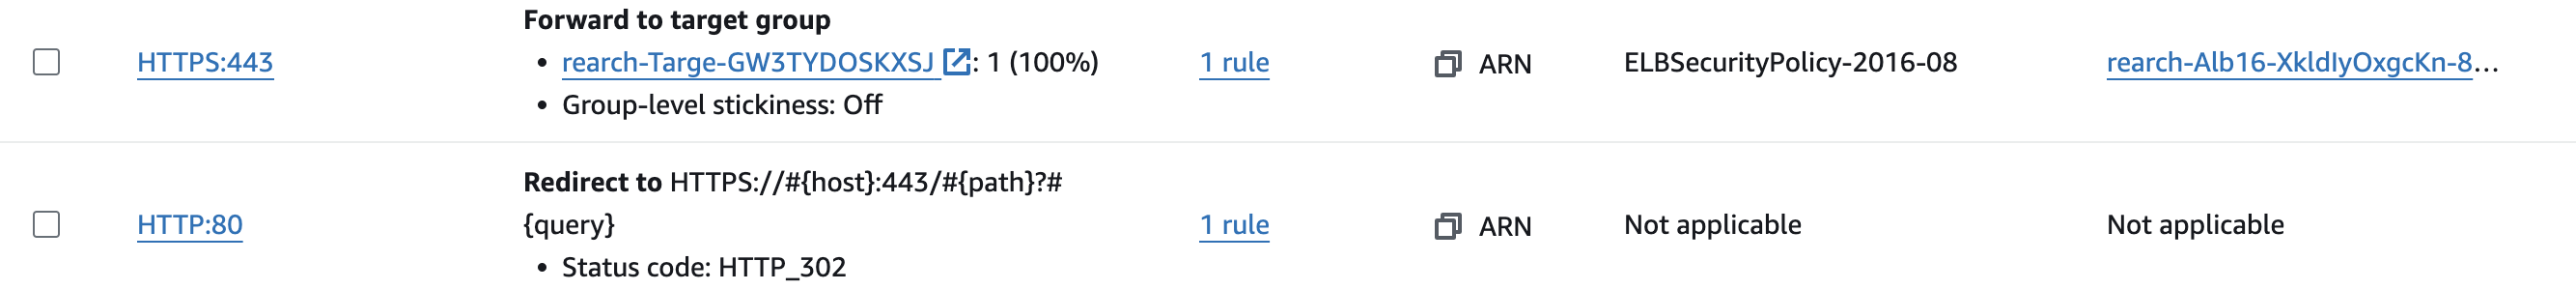 Forward to target group
HTTPS:443
• rearch-Targe-GW3TYDOSKXSJ : 1 (100%)
1 rule
ARN
ELBSecurityPolicy-2016-08
rearch-Alb16-XkldIyOxgcKn-8…
• Group-level stickiness: Off
Redirect to HTTPS://#{host}:443/#{path}?#
HTTP:80
{query}
1 rule
ARN
Not applicable
Not applicable
• Status code: HTTP_302